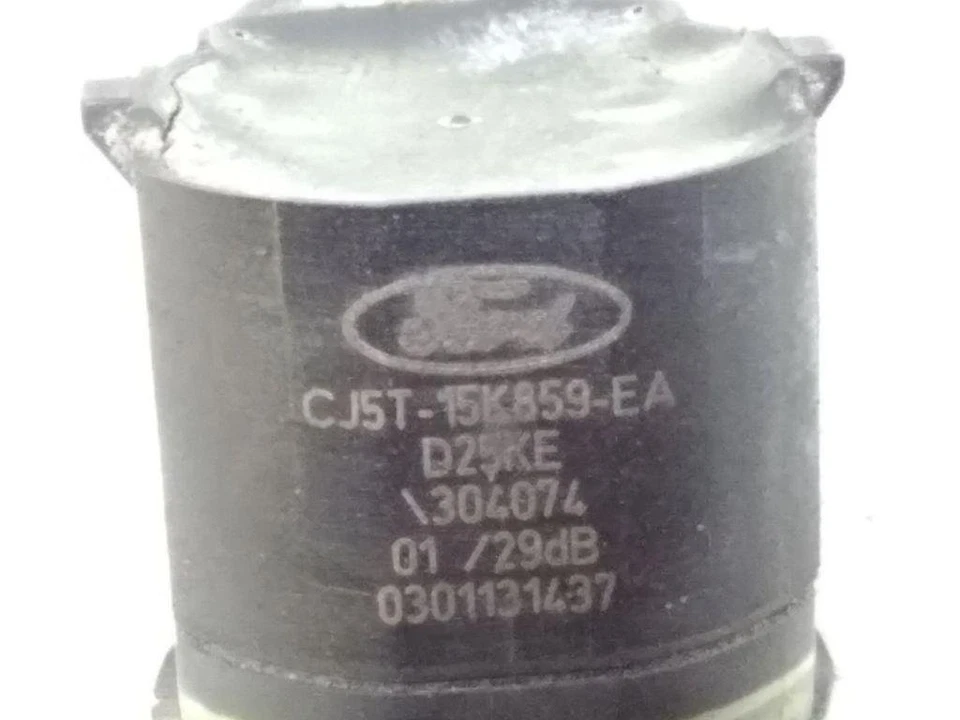 Ford
CJ5T-15K859-EA
D25KE
\304074
01 /29dB
0301131437